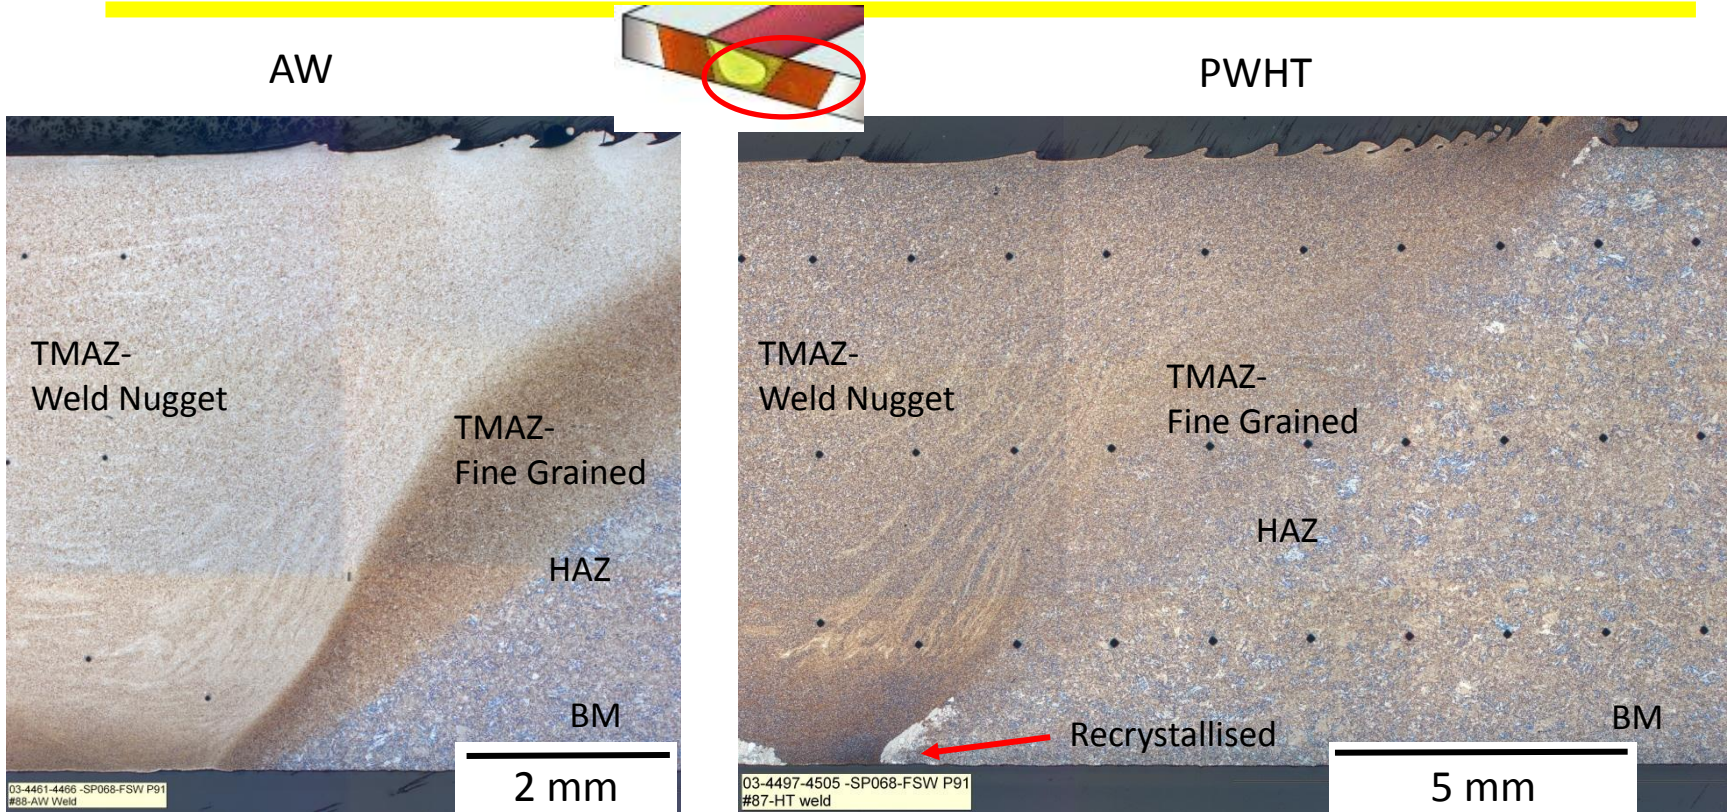 AW
PWHT
TMAZ-
Weld Nugget
TMAZ-
Fine Grained
HAZ
BM
2 mm
03-4461-4466 -SP068-FSW P91
#88-AW Weld
TMAZ-
Weld Nugget
TMAZ-
Fine Grained
HAZ
BM
Recrystallised
5 mm
03-4497-4505 -SP068-FSW P91
#87-HT weld